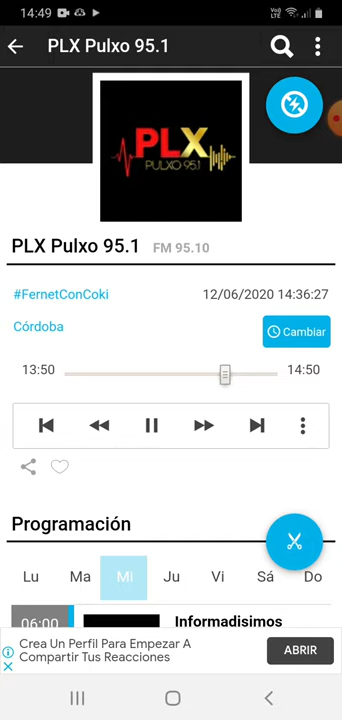 14:49
Vo)) LTE
PLX Pulxo 95.1
PLX
PULXO 95.1
PLX Pulxo 95.1 FM 95.10
#FernetConCoki 12/06/2020 14:36:27
Córdoba Cambiar
13:50 14:50
Programación
Lu Ma Mi Ju Vi Sá Do
06:00 Informadisimos
Crea Un Perfil Para Empezar A
Compartir Tus Reacciones
ABRIR